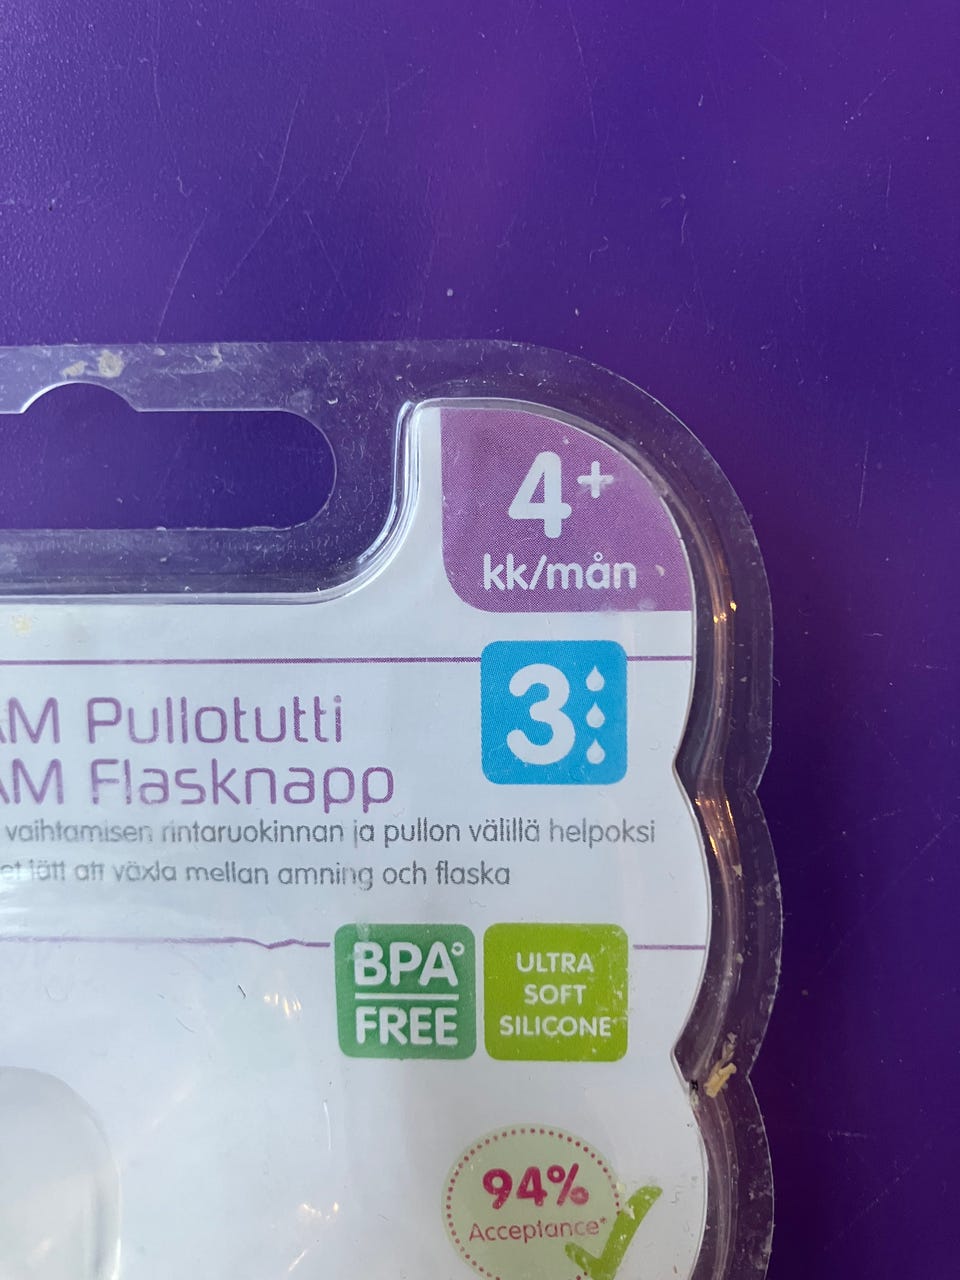 4+
kk/mån
3
AM Pullotutti
AM Flasknapp
vaihtamisen rintaruokinnan ja pullon välillä helpoksi
et lätt att växla mellan amning och flaska
BPA°
FREE
ULTRA
SOFT
SILICONE
94%
Acceptance*